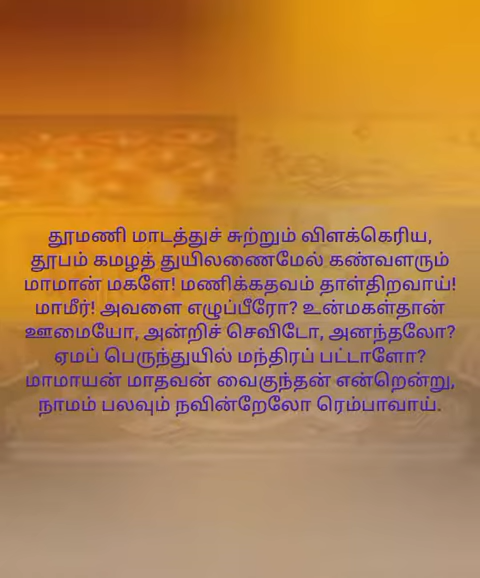 தூமணி மாடத்துச் சுற்றும் விளக்கெரிய,
தூபம் கமழத் துயிலணைமேல் கண்வளரும்
மாமான் மகளே! மணிக்கதவம் தாள்திறவாய்!
மாமீர்! அவளை எழுப்பீரோ? உன்மகள்தான்
ஊமையோ, அன்றிச் செவிடோ, அனந்தலோ?
ஏமப் பெருந்துயில் மந்திரப் பட்டாளோ?
மாமாயன் மாதவன் வைகுந்தன் என்றென்று,
நாமம் பலவும் நவின்றேலோ ரெம்பாவாய்.